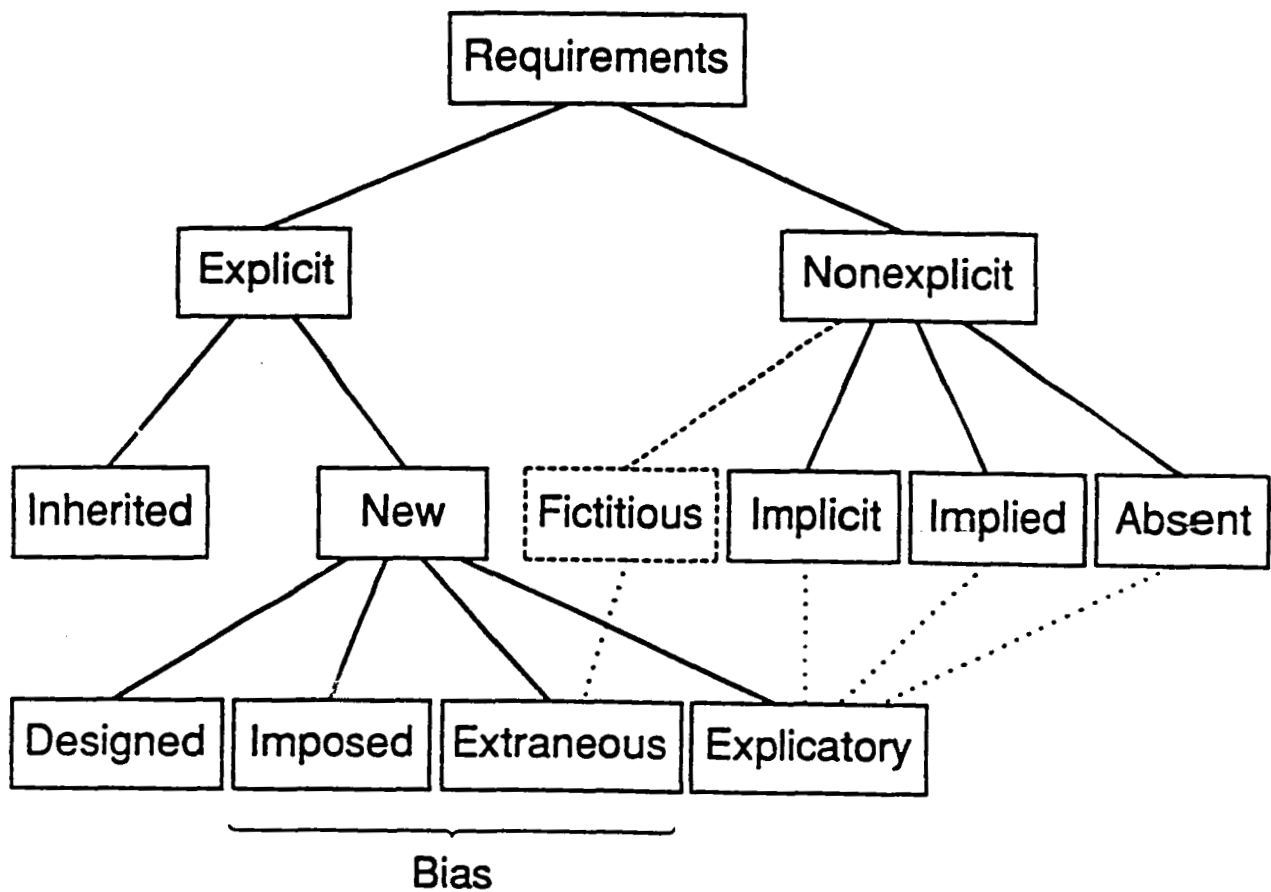 Requirements
Explicit
Nonexplicit
Inherited
New
Fictitious
Implicit
Implied
Absent
Designed
Imposed
Extraneous
Explicatory
Bias